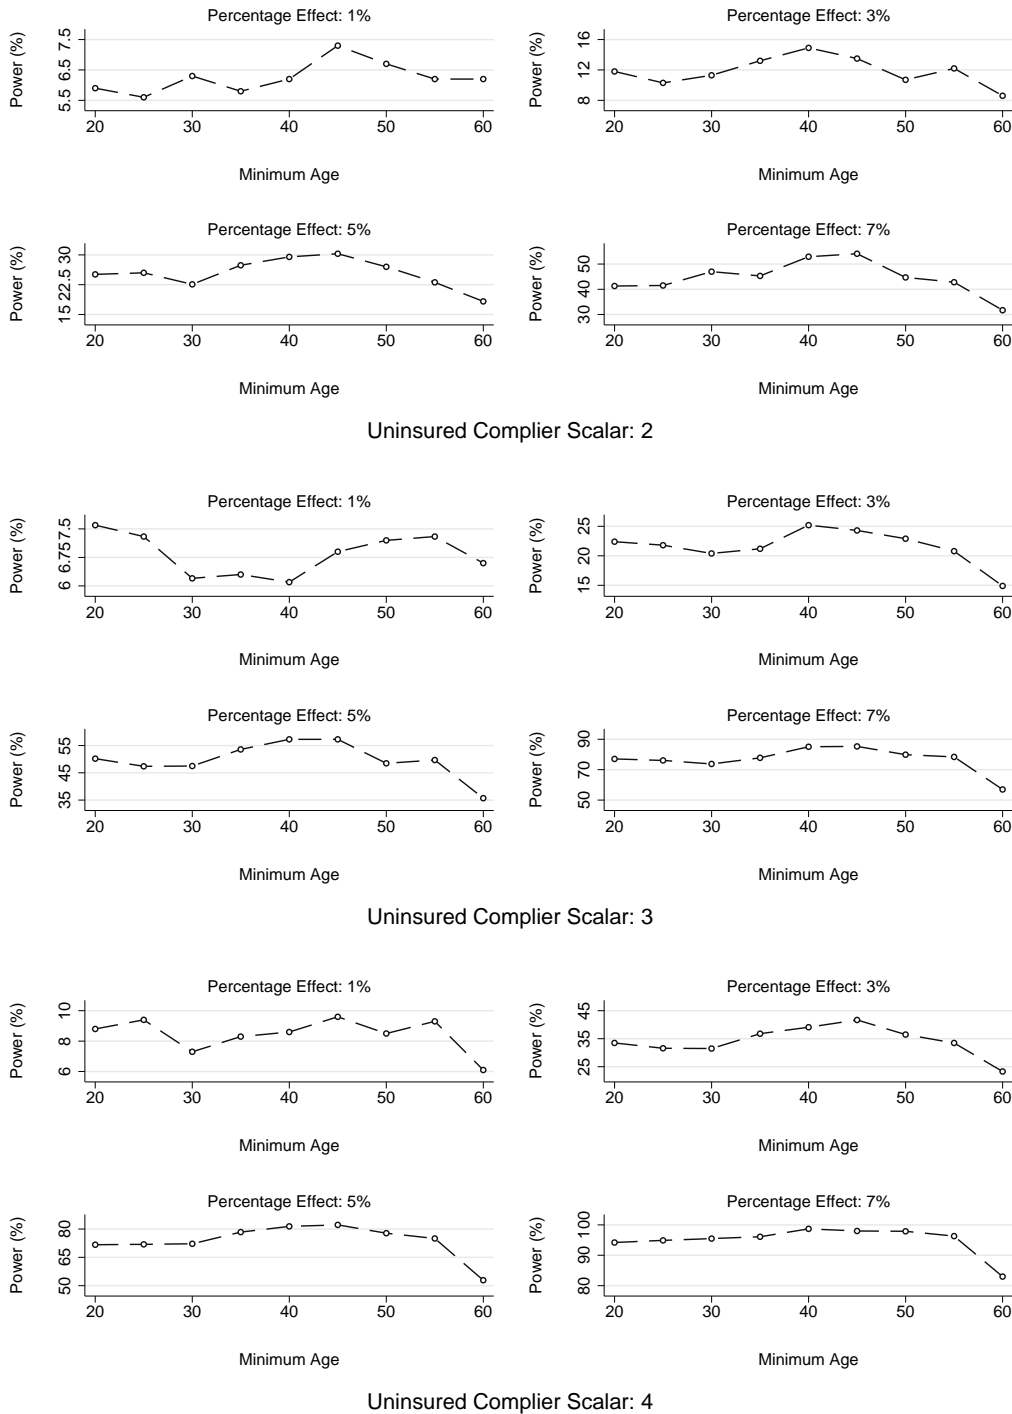 Percentage Effect: 1%
Power (%)
7.5
6.5
5.5
20 30 40 50 60
Minimum Age
Percentage Effect: 3%
Power (%)
16
12
8
20 30 40 50 60
Minimum Age
Percentage Effect: 5%
Power (%)
30
22.5
15
20 30 40 50 60
Minimum Age
Percentage Effect: 7%
Power (%)
50
40
30
20 30 40 50 60
Minimum Age
Uninsured Complier Scalar: 2
Percentage Effect: 1%
Power (%)
7.5
6.75
6
20 30 40 50 60
Minimum Age
Percentage Effect: 3%
Power (%)
25
20
15
20 30 40 50 60
Minimum Age
Percentage Effect: 5%
Power (%)
55
45
35
20 30 40 50 60
Minimum Age
Percentage Effect: 7%
Power (%)
90
70
50
20 30 40 50 60
Minimum Age
Uninsured Complier Scalar: 3
Percentage Effect: 1%
Power (%)
10
8
6
20 30 40 50 60
Minimum Age
Percentage Effect: 3%
Power (%)
45
35
25
20 30 40 50 60
Minimum Age
Percentage Effect: 5%
Power (%)
80
65
50
20 30 40 50 60
Minimum Age
Percentage Effect: 7%
Power (%)
100
90
80
20 30 40 50 60
Minimum Age
Uninsured Complier Scalar: 4